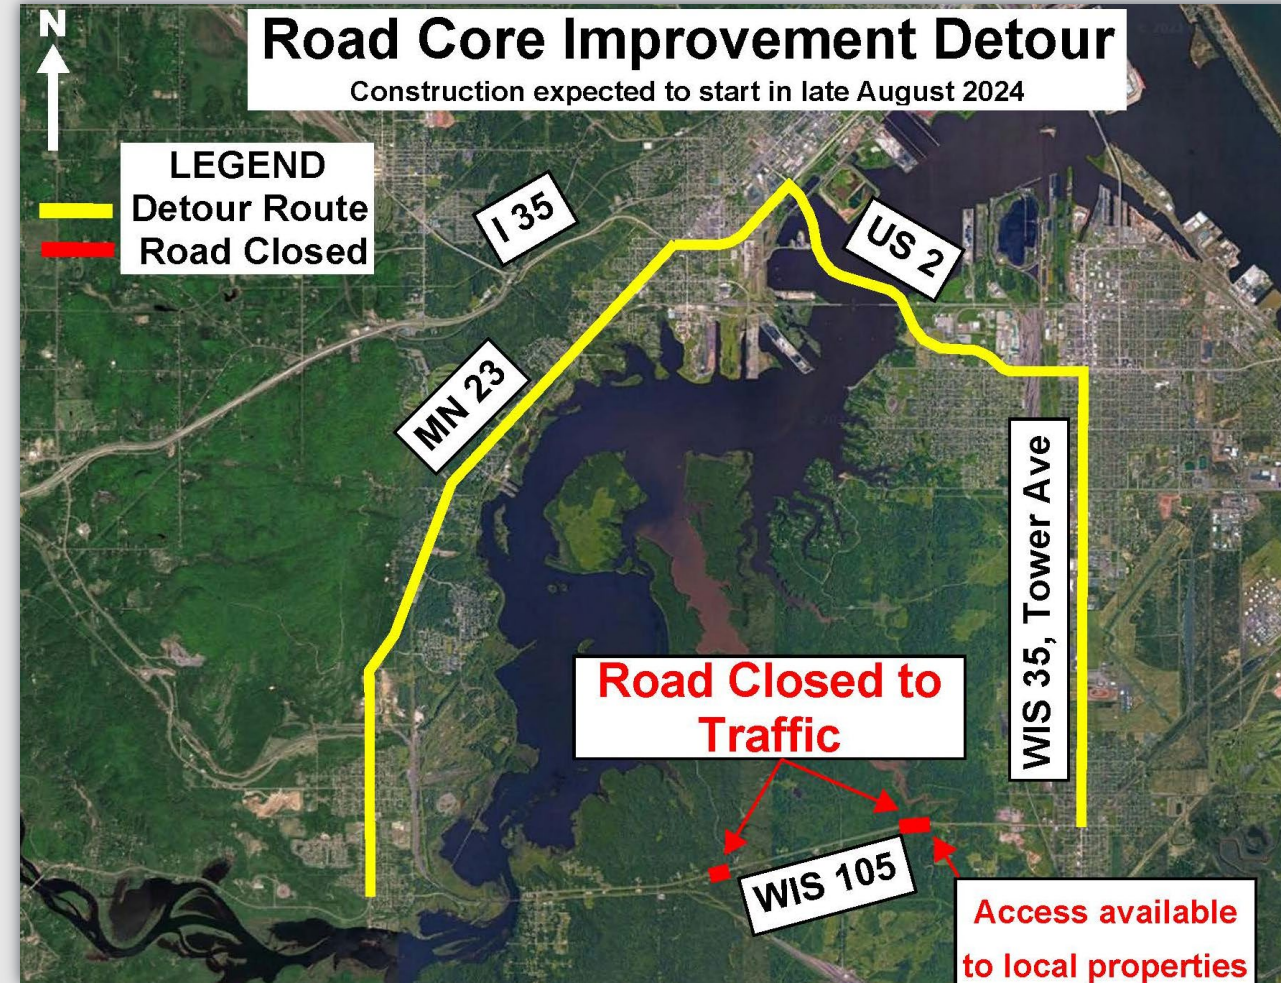 N
Road Core Improvement Detour
Construction expected to start in late August 2024
LEGEND
Detour Route
Road Closed
I 35
US 2
MN 23
WIS 35, Tower Ave
Road Closed to
Traffic
WIS 105
Access available
to local properties